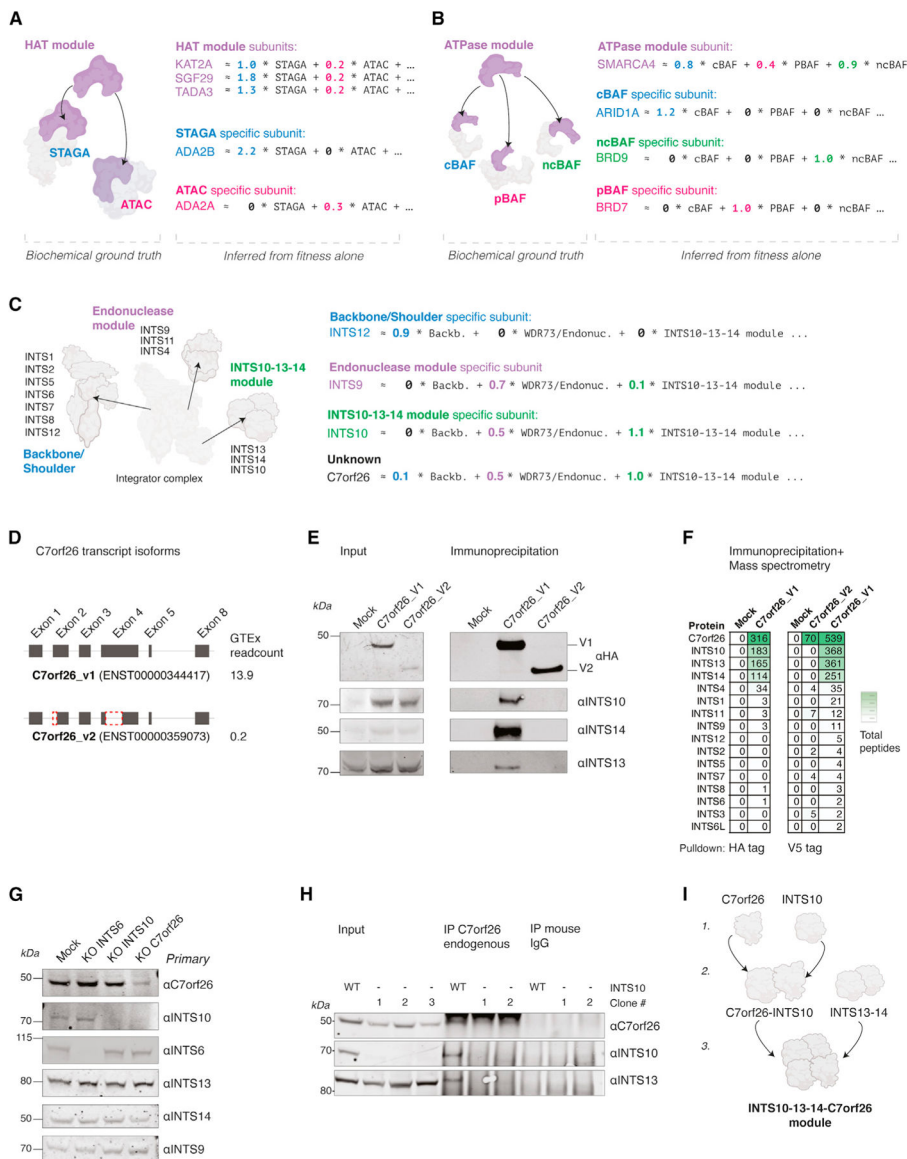 A
HAT module
STAGA
ATAC
HAT module subunits:
KAT2A ≈ 1.0 * STAGA + 0.2 * ATAC + ...
SGF29 ≈ 1.8 * STAGA + 0.2 * ATAC + ...
TADA3 ≈ 1.3 * STAGA + 0.2 * ATAC + ...
STAGA specific subunit:
ADA2B ≈ 2.2 * STAGA + 0 * ATAC + ...
ATAC specific subunit:
ADA2A ≈ 0 * STAGA + 0.3 * ATAC + ...
Biochemical ground truth
Inferred from fitness alone
B
ATPase module
cBAF
ncBAF
pBAF
ATPase module subunit:
SMARCA4 ≈ 0.8 * cBAF + 0.4 * PBAF + 0.9 * ncBAF
cBAF specific subunit:
ARID1A ≈ 1.2 * cBAF + 0 * PBAF + 0 * ncBAF
ncBAF specific subunit:
BRD9 ≈ 0 * cBAF + 0 * PBAF + 1.0 * ncBAF ...
pBAF specific subunit:
BRD7 ≈ 0 * cBAF + 1.0 * PBAF + 0 * ncBAF ...
Biochemical ground truth
Inferred from fitness alone
C
Endonuclease
module
INTS9
INTS11
INTS4
INTS1
INTS2
INTS5
INTS6
INTS7
INTS8
INTS12
Backbone/
Shoulder
Integrator complex
INTS10-13-14
module
INTS13
INTS14
INTS10
Backbone/Shoulder specific subunit:
INTS12 ≈ 0.9 * Backb. + 0 * WDR73/Endonuc. + 0 * INTS10-13-14 module ...
Endonuclease module specific subunit
INTS9 ≈ 0 * Backb. + 0.7 * WDR73/Endonuc. + 0.1 * INTS10-13-14 module ...
INTS10-13-14 module specific subunit:
INTS10 ≈ 0 * Backb. + 0.5 * WDR73/Endonuc. + 1.1 * INTS10-13-14 module ...
Unknown
C7orf26 ≈ 0.1 * Backb. + 0.5 * WDR73/Endonuc. + 1.0 * INTS10-13-14 module ...
D
C7orf26 transcript isoforms
Exon 1 Exon 2 Exon 3 Exon 4 Exon 5 Exon 8
GTEx
readcount
C7orf26_v1 (ENST00000344417) 13.9
C7orf26_v2 (ENST00000359073) 0.2
E
Input Immunoprecipitation
kDa Mock C7orf26_V1 C7orf26_V2 Mock C7orf26_V1 C7orf26_V2
50
V1
αHA
V2
70 αINTS10
50 αINTS14
70 αINTS13
F
Immunoprecipitation+
Mass spectrometry
Protein Mock C7orf26_V1 Mock C7orf26_V2 C7orf26_V1
C7orf26 0 316 0 70 539
INTS10 0 183 0 0 368
INTS13 0 165 0 0 361
INTS14 0 114 0 0 251
INTS4 0 34 0 4 35
INTS1 0 3 0 0 21
INTS11 0 3 0 7 12
INTS9 0 3 0 0 11
INTS12 0 0 0 0 5
INTS2 0 0 0 2 4
INTS5 0 0 0 0 4
INTS7 0 0 0 4 4
INTS8 0 1 0 0 3
INTS6 0 1 0 0 2
INTS3 0 0 0 5 2
INTS6L 0 0 0 0 2
Total
peptides
Pulldown: HA tag V5 tag
G
kDa Mock KO INTS6 KO INTS10 KO C7orf26 Primary
50 αC7orf26
70 αINTS10
115 αINTS6
80 αINTS13
50 αINTS14
70 αINTS9
H
Input
IP C7orf26
endogenous
IP mouse
IgG
WT - - - WT - - WT - - INTS10
kDa 1 2 3 1 2 1 2 Clone #
50 αC7orf26
70 αINTS10
80 αINTS13
I
C7orf26 INTS10
1.
2.
C7orf26-INTS10 INTS13-14
3.
INTS10-13-14-C7orf26
module